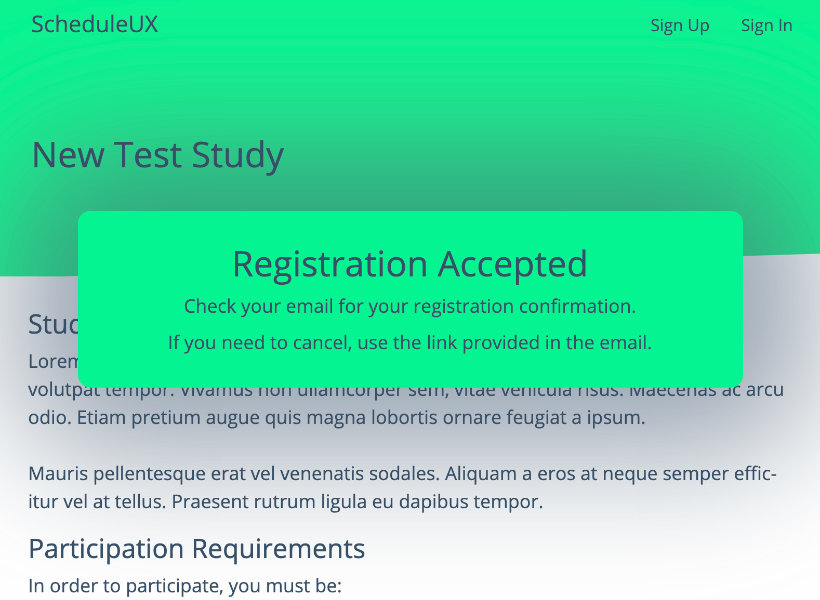 ScheduleUX
Sign Up Sign In
New Test Study
Registration Accepted
Check your email for your registration confirmation.
If you need to cancel, use the link provided in the email.
Lorem
volutpat tempor. Vivamus non ullamcorper sem, vitae vehicula risus. Maecenas ac arcu
odio. Etiam pretium augue quis magna lobortis ornare feugiat a ipsum.
Mauris pellentesque erat vel venenatis sodales. Aliquam a eros at neque semper effic-
itur vel at tellus. Praesent rutrum ligula eu dapibus tempor.
Participation Requirements
In order to participate, you must be: